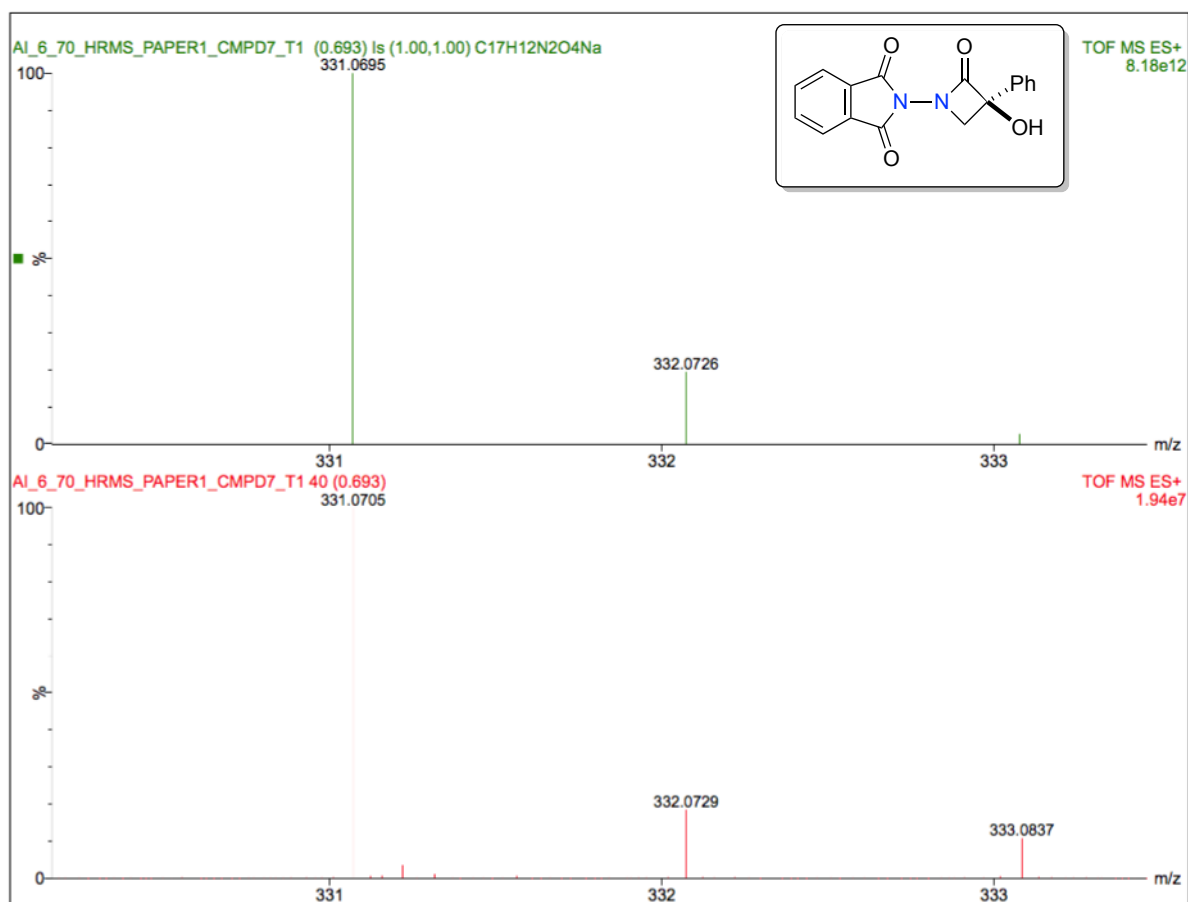 AI_6_70_HRMS_PAPER1_CMPD7_T1 (0.693) Is (1.00,1.00) C17H12N2O4Na
TOF MS ES+
8.18e12
331.0695
100
%
332.0726
0
331
332
333
m/z
O
O
N
N
O
Ph
OH
AI_6_70_HRMS_PAPER1_CMPD7_T1 40 (0.693)
TOF MS ES+
1.94e7
331.0705
100
%
332.0729
333.0837
0
331
332
333
m/z